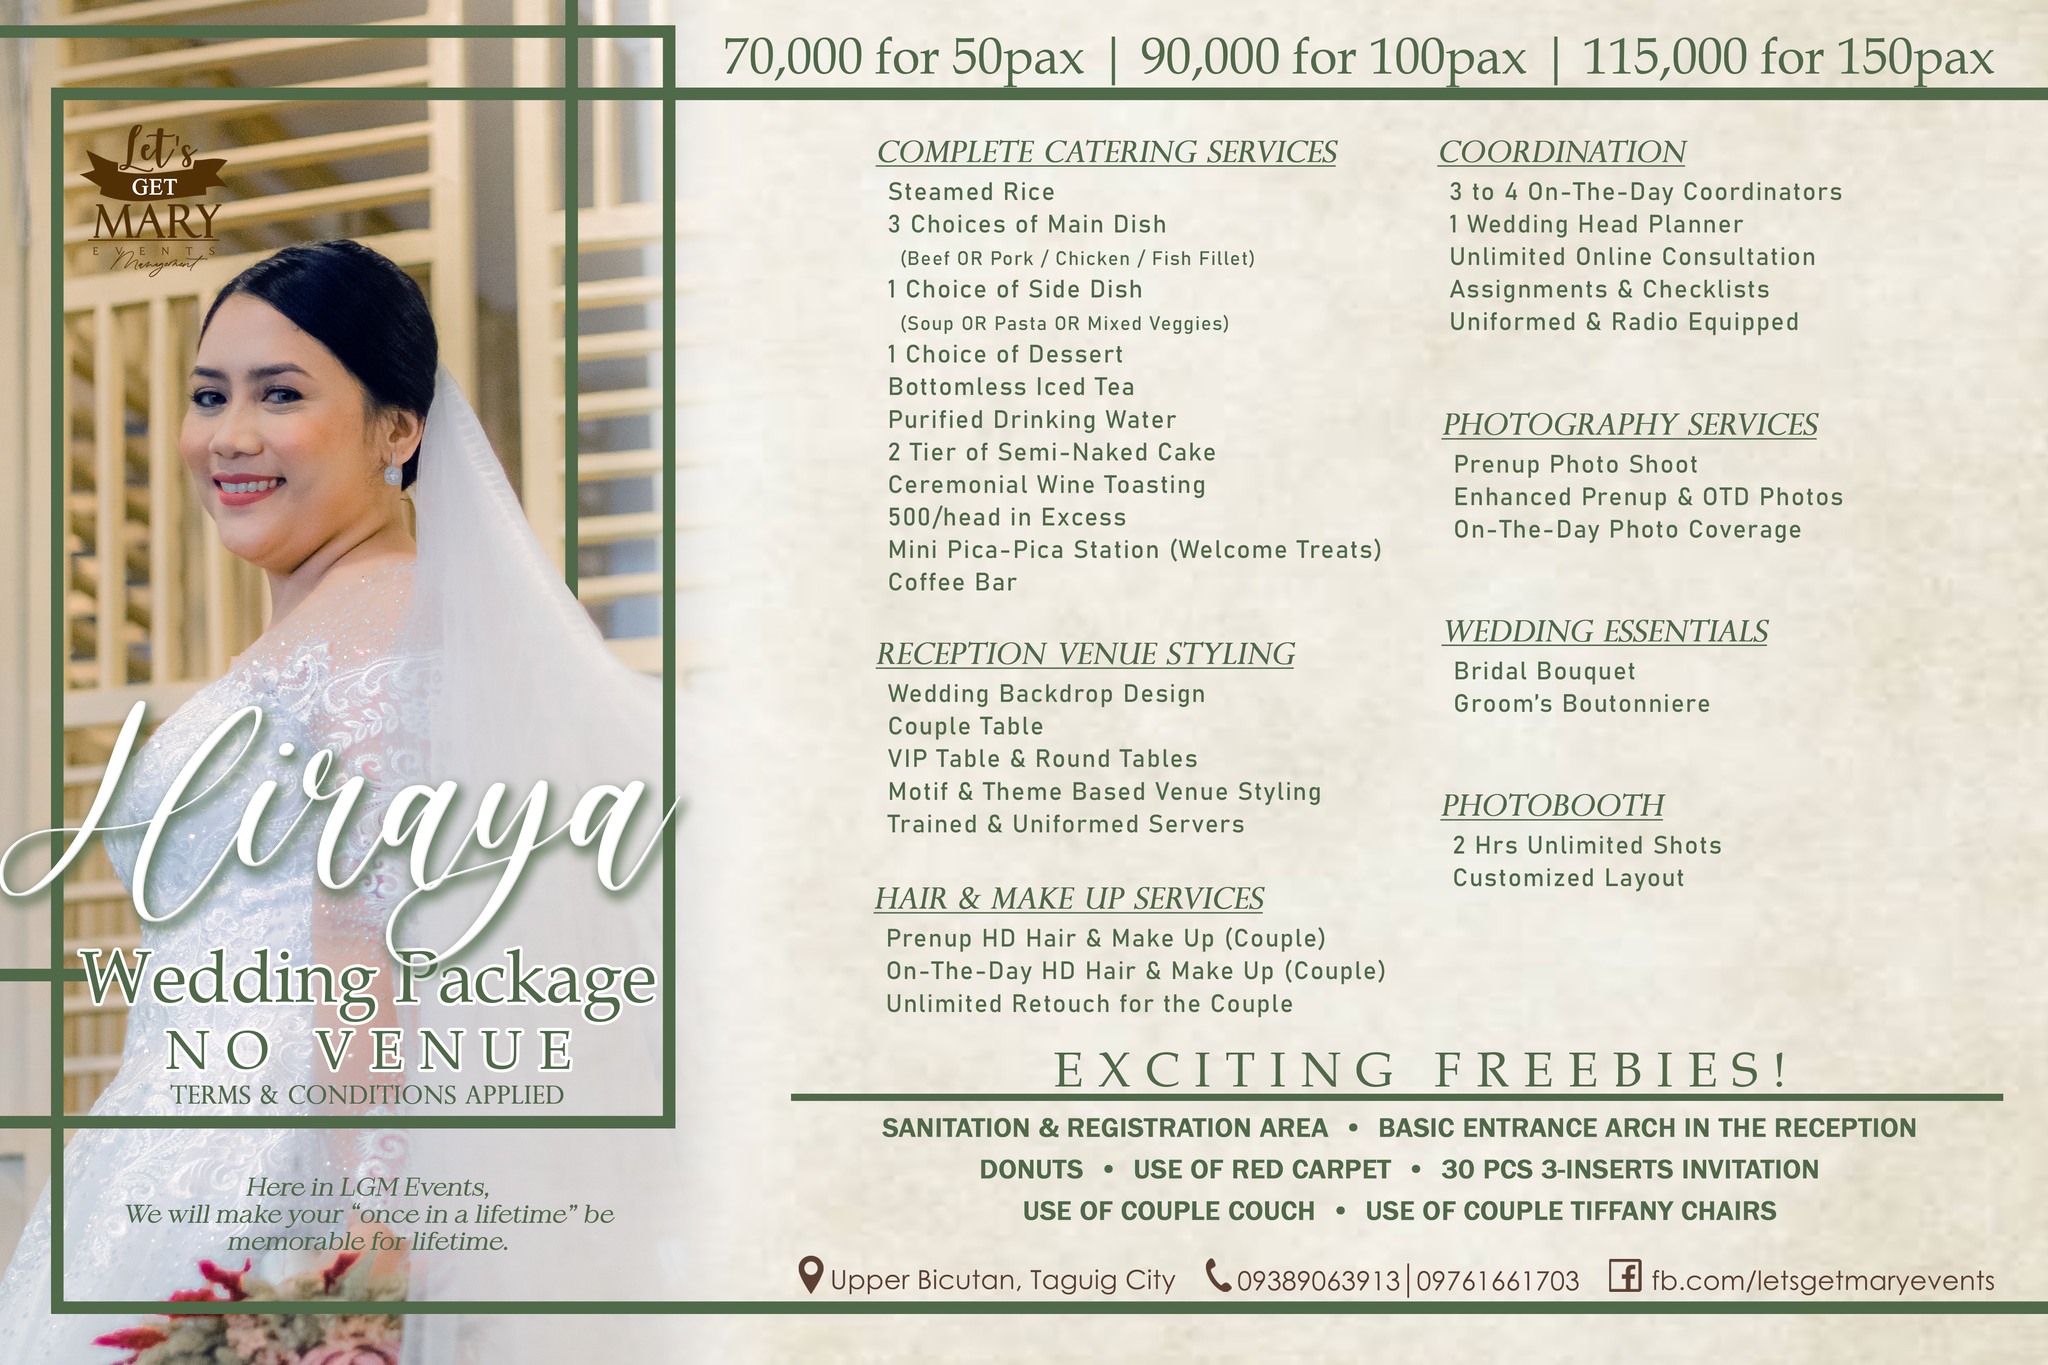 70,000 for 50pax | 90,000 for 100pax | 115,000 for 150pax
Let's
GET
MARY
EVENTS
Management
Hiraya
Wedding Package
NO VENUE
TERMS & CONDITIONS APPLIED
Here in LGM Events,
We will make your “once in a lifetime” be
memorable for lifetime.
COMPLETE CATERING SERVICES
Steamed Rice
3 Choices of Main Dish
(Beef OR Pork / Chicken / Fish Fillet)
1 Choice of Side Dish
(Soup OR Pasta OR Mixed Veggies)
1 Choice of Dessert
Bottomless Iced Tea
Purified Drinking Water
2 Tier of Semi-Naked Cake
Ceremonial Wine Toasting
500/head in Excess
Mini Pica-Pica Station (Welcome Treats)
Coffee Bar
RECEPTION VENUE STYLING
Wedding Backdrop Design
Couple Table
VIP Table & Round Tables
Motif & Theme Based Venue Styling
Trained & Uniformed Servers
HAIR & MAKE UP SERVICES
Prenup HD Hair & Make Up (Couple)
On-The-Day HD Hair & Make Up (Couple)
Unlimited Retouch for the Couple
COORDINATION
3 to 4 On-The-Day Coordinators
1 Wedding Head Planner
Unlimited Online Consultation
Assignments & Checklists
Uniformed & Radio Equipped
PHOTOGRAPHY SERVICES
Prenup Photo Shoot
Enhanced Prenup & OTD Photos
On-The-Day Photo Coverage
WEDDING ESSENTIALS
Bridal Bouquet
Groom’s Boutonniere
PHOTOBOOTH
2 Hrs Unlimited Shots
Customized Layout
EXCITING FREEBIES!
SANITATION & REGISTRATION AREA • BASIC ENTRANCE ARCH IN THE RECEPTION
DONUTS • USE OF RED CARPET • 30 PCS 3-INSERTS INVITATION
USE OF COUPLE COUCH • USE OF COUPLE TIFFANY CHAIRS
Upper Bicutan, Taguig City 09389063913|09761661703 fb.com/letsgetmaryevents